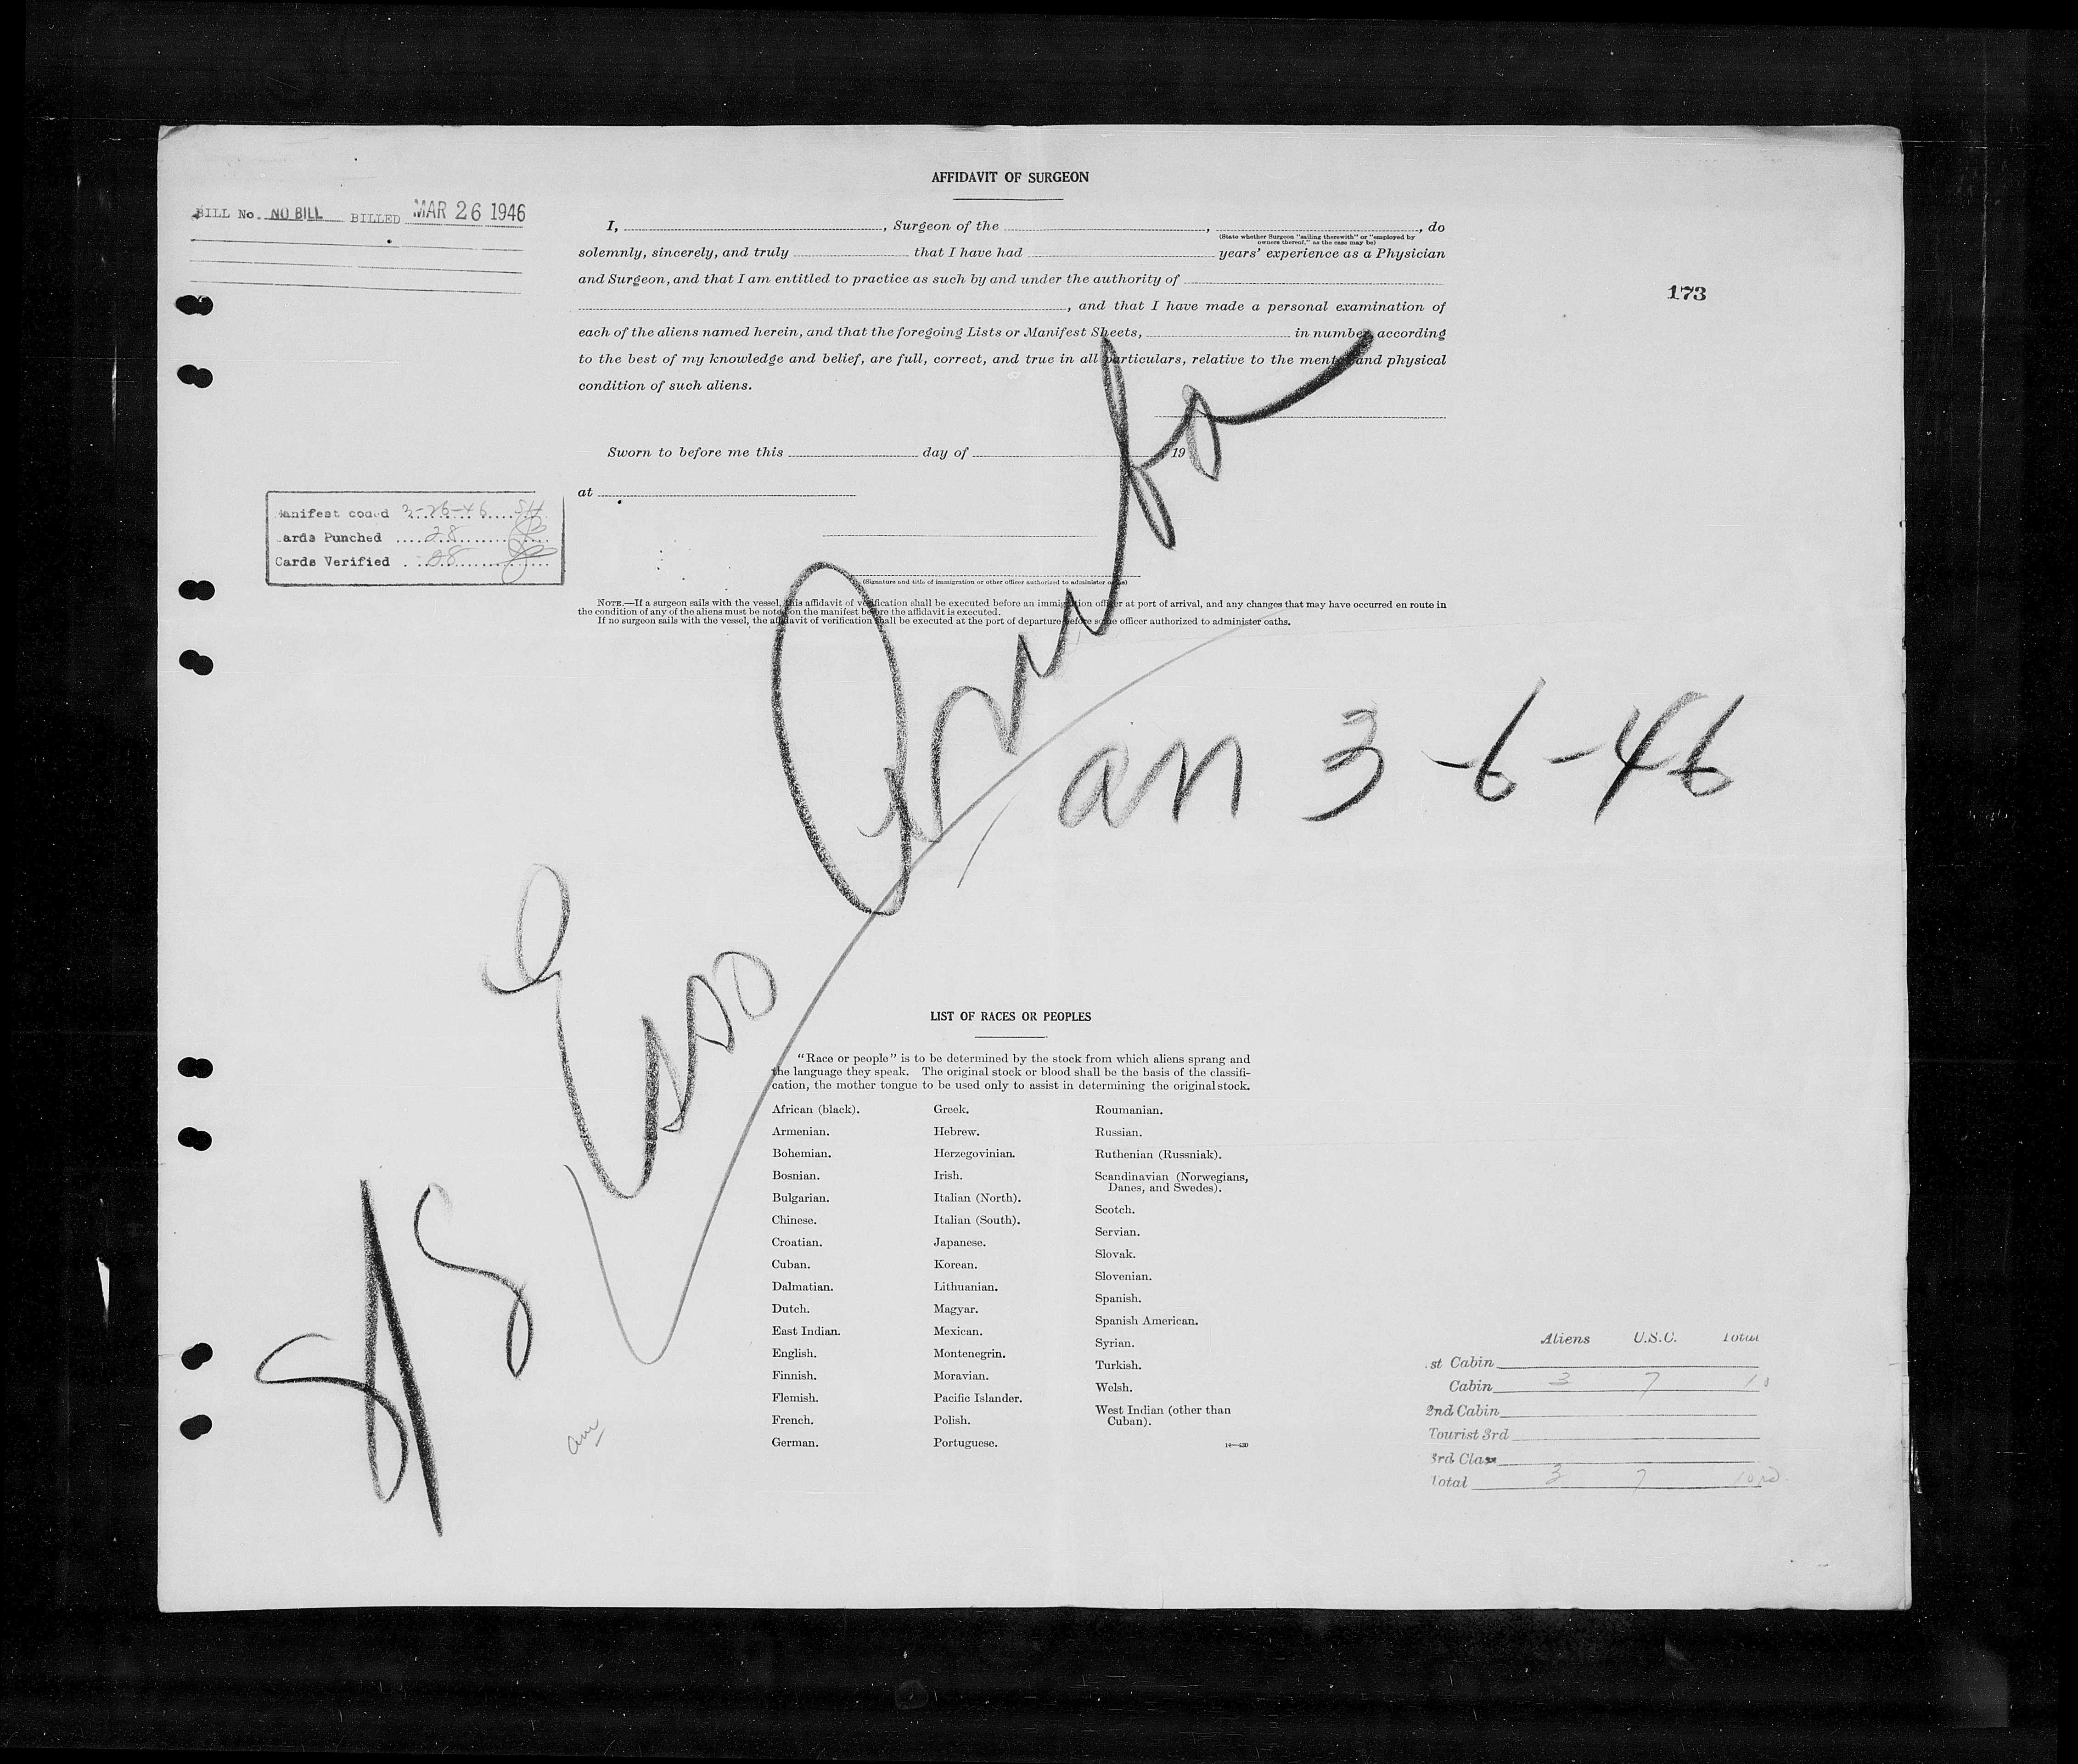 AFFIDAVIT OF SURGEON
BILL No. NO BILL BILLED MAR 26 1946
I, , Surgeon of the , , do
(State whether Surgeon "sailing therewith" or "employed by owners thereof," as the case may be)
solemnly, sincerely, and truly that I have had years' experience as a Physician
and Surgeon, and that I am entitled to practice as such by and under the authority of
, and that I have made a personal examination of
173
each of the aliens named herein, and that the foregoing Lists or Manifest Sheets, in number, according
to the best of my knowledge and belief, are full, correct, and true in all particulars, relative to the mental and physical
condition of such aliens.
Sworn to before me this day of 19
at
Manifest coded 3-26-46 SH
ards Punched 28
Cards Verified 28
(Signature and title of immigration or other officer authorized to administer oaths)
NOTE.—If a surgeon sails with the vessel, this affidavit of verification shall be executed before an immigration officer at port of arrival, and any changes that may have occurred en route in
the condition of any of the aliens must be noted on the manifest before the affidavit is executed.
If no surgeon sails with the vessel, the affidavit of verification shall be executed at the port of departure before some officer authorized to administer oaths.
S/S Esso Aruba
arr 3-6-46
LIST OF RACES OR PEOPLES
"Race or people" is to be determined by the stock from which aliens sprang and
the language they speak. The original stock or blood shall be the basis of the classifi-
cation, the mother tongue to be used only to assist in determining the original stock.
African (black).
Armenian.
Bohemian.
Bosnian.
Bulgarian.
Chinese.
Croatian.
Cuban.
Dalmatian.
Dutch.
East Indian.
English.
Finnish.
Flemish.
French.
German.
Greek.
Hebrew.
Herzegovinian.
Irish.
Italian (North).
Italian (South).
Japanese.
Korean.
Lithuanian.
Magyar.
Mexican.
Montenegrin.
Moravian.
Pacific Islander.
Polish.
Portuguese.
Roumanian.
Russian.
Ruthenian (Russniak).
Scandinavian (Norwegians,
Danes, and Swedes).
Scotch.
Servian.
Slovak.
Slovenian.
Spanish.
Spanish American.
Syrian.
Turkish.
Welsh.
West Indian (other than
Cuban).
14—430
Aliens U.S.C. Total
st Cabin
Cabin 3 7 10
2nd Cabin
Tourist 3rd
3rd Class
Total 3 7 10